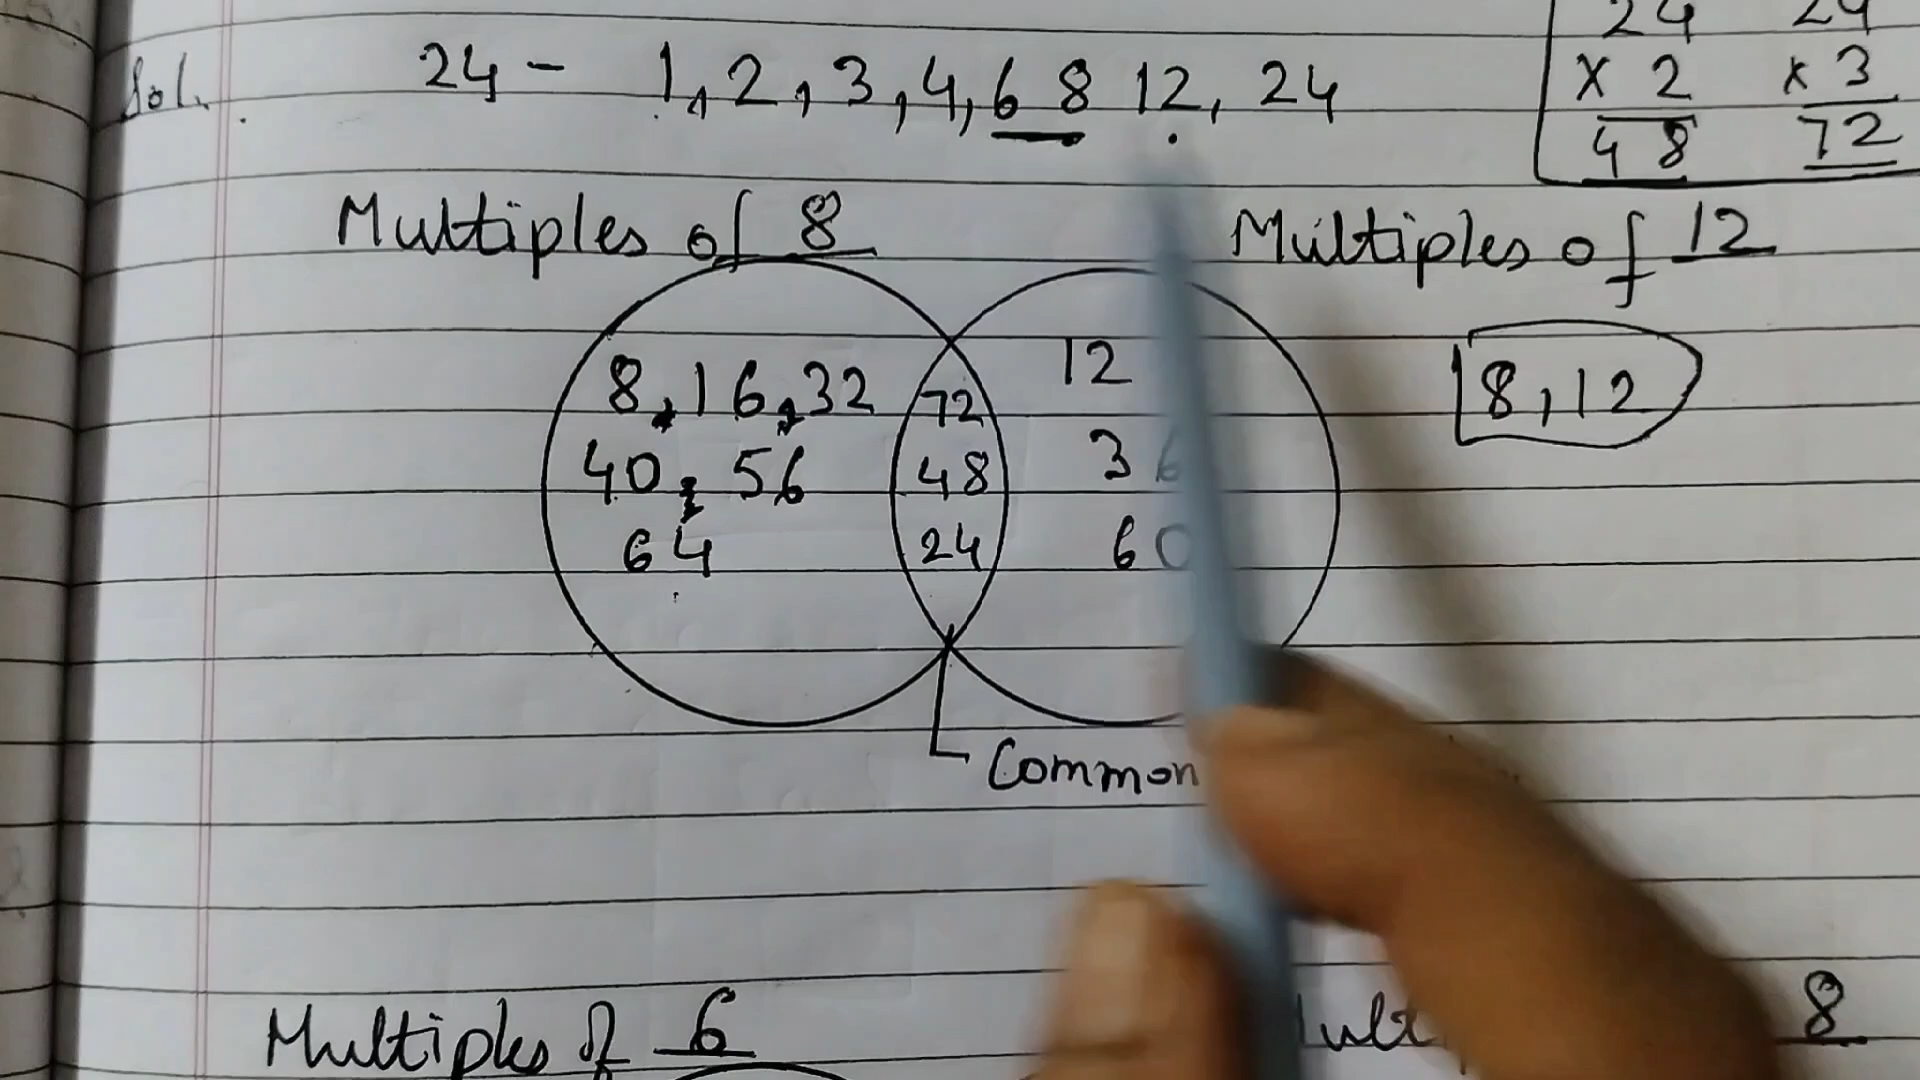 24 24
Sol. 24 - 1, 2, 3, 4, 6 8 12, 24
x 2 x 3
48 72
Multiples of 8 Multiples of 12
8, 16, 32 72 12 8, 12
40, 56 48 36
64 24 60
Common
Multiples of 6 8